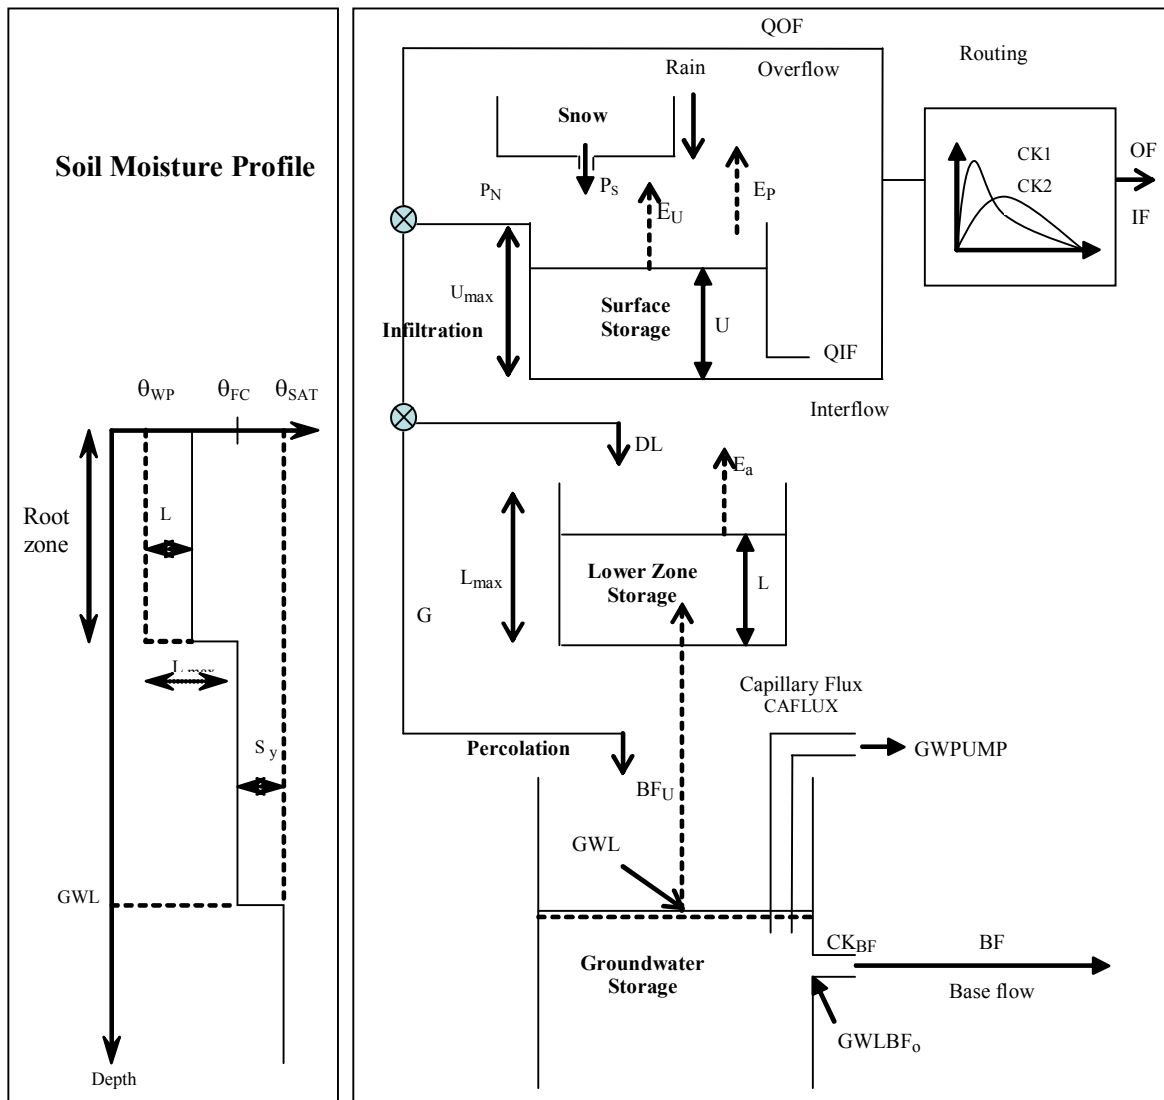 Soil Moisture Profile
θWP θFC θSAT
Root
zone
L
L max
S y
GWL
Depth
QOF
Rain
Overflow
Routing
Snow
PN
PS
EU
EP
CK1
CK2
OF
IF
Umax
Infiltration
Surface
Storage
U
QIF
Interflow
DL
Ea
Lmax
Lower Zone
Storage
L
G
Capillary Flux
CAFLUX
Percolation
BFU
GWPUMP
GWL
CKBF
BF
Groundwater
Storage
Base flow
GWLBFo